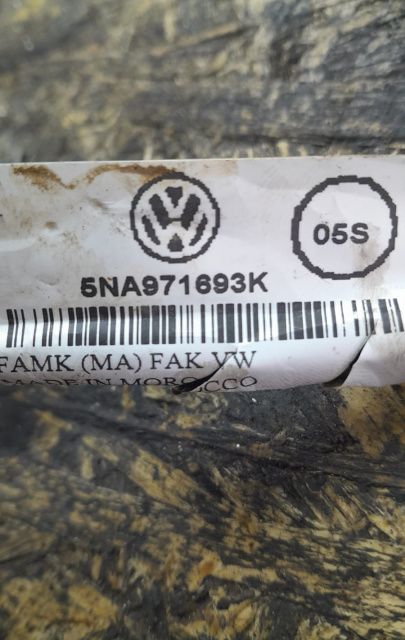 05S
5NA971693K
FAMK (MA) FAK VW
MADE IN MOROCCO